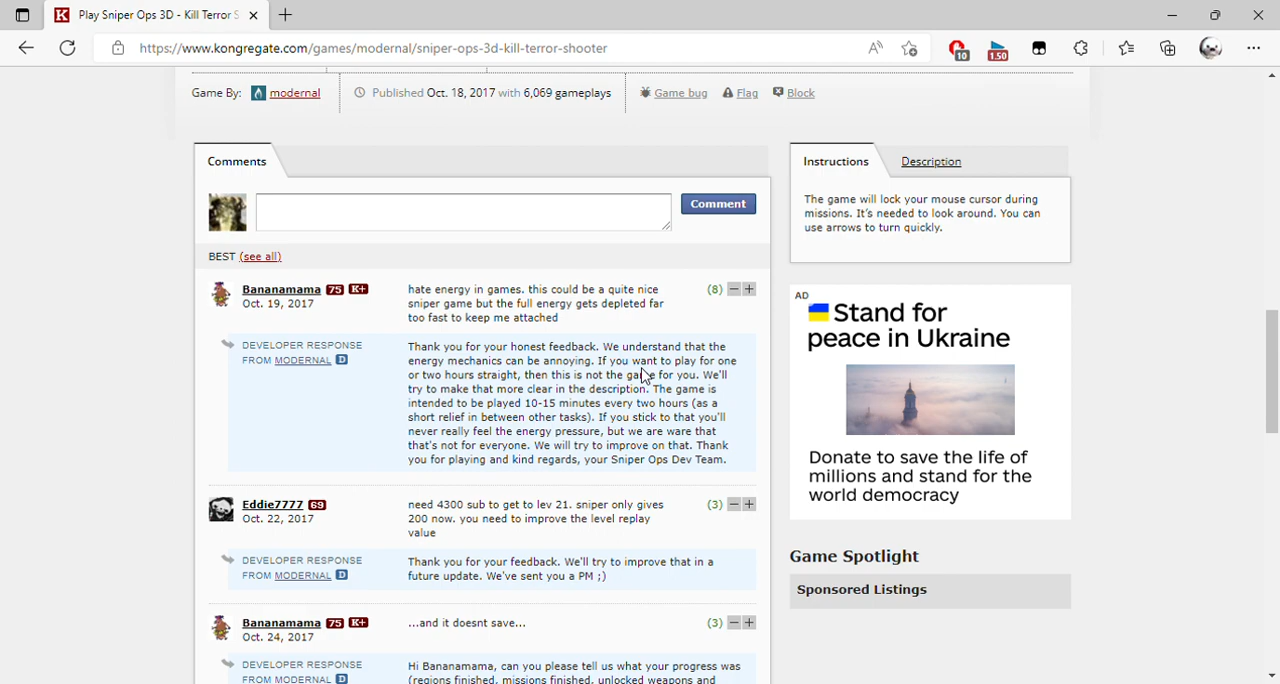 Play Sniper Ops 3D - Kill Terror S
https://www.kongregate.com/games/modernal/sniper-ops-3d-kill-terror-shooter
10
1.50
Game By: modernal
Published Oct. 18, 2017 with 6,069 gameplays
Game bug Flag Block
Comments
Comment
BEST (see all)
Bananamama 75 K+
Oct. 19, 2017
hate energy in games. this could be a quite nice
sniper game but the full energy gets depleted far
too fast to keep me attached
(8)
DEVELOPER RESPONSE
FROM MODERNAL D
Thank you for your honest feedback. We understand that the
energy mechanics can be annoying. If you want to play for one
or two hours straight, then this is not the game for you. We'll
try to make that more clear in the description. The game is
intended to be played 10-15 minutes every two hours (as a
short relief in between other tasks). If you stick to that you'll
never really feel the energy pressure, but we are ware that
that's not for everyone. We will try to improve on that. Thank
you for playing and kind regards, your Sniper Ops Dev Team.
Eddie7777 69
Oct. 22, 2017
need 4300 sub to get to lev 21. sniper only gives
200 now. you need to improve the level replay
value
(3)
DEVELOPER RESPONSE
FROM MODERNAL D
Thank you for your feedback. We'll try to improve that in a
future update. We've sent you a PM ;)
Bananamama 75 K+
Oct. 24, 2017
...and it doesnt save...
(3)
DEVELOPER RESPONSE
FROM MODERNAL D
Hi Bananamama, can you please tell us what your progress was
(regions finished, missions finished, unlocked weapons and
Instructions
Description
The game will lock your mouse cursor during
missions. It's needed to look around. You can
use arrows to turn quickly.
AD
Stand for
peace in Ukraine
Donate to save the life of
millions and stand for the
world democracy
Game Spotlight
Sponsored Listings